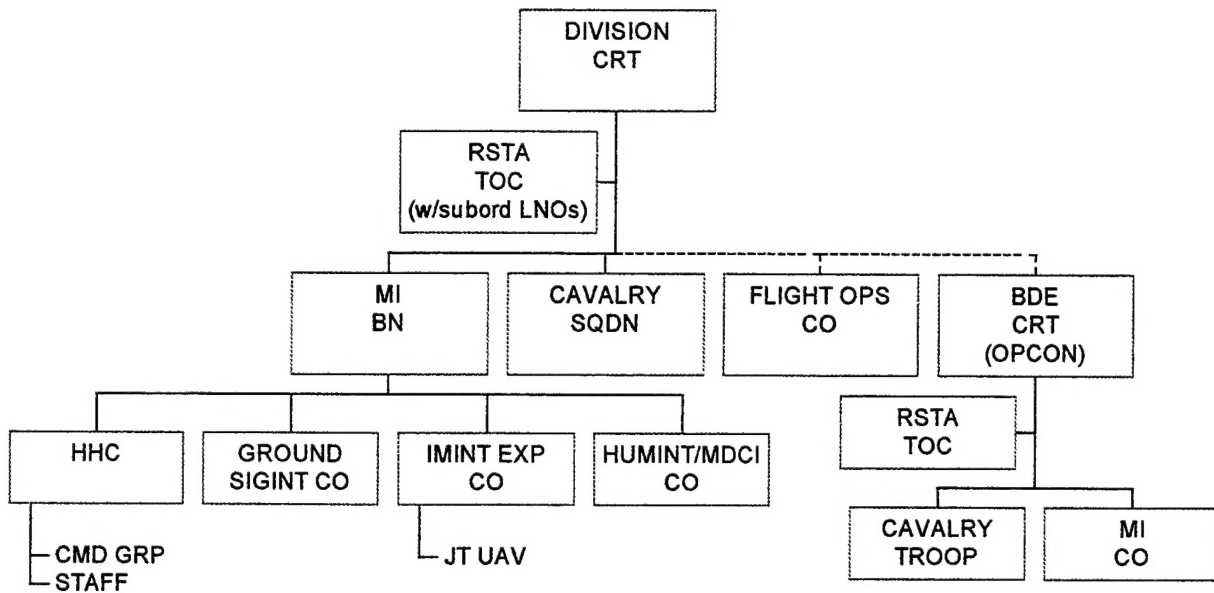 DIVISION
CRT
RSTA
TOC
(w/subord LNOs)
MI
BN
CAVALRY
SQDN
FLIGHT OPS
CO
BDE
CRT
(OPCON)
HHC
GROUND
SIGINT CO
IMINT EXP
CO
HUMINT/MDCI
CO
RSTA
TOC
CMD GRP
STAFF
JT UAV
CAVALRY
TROOP
MI
CO